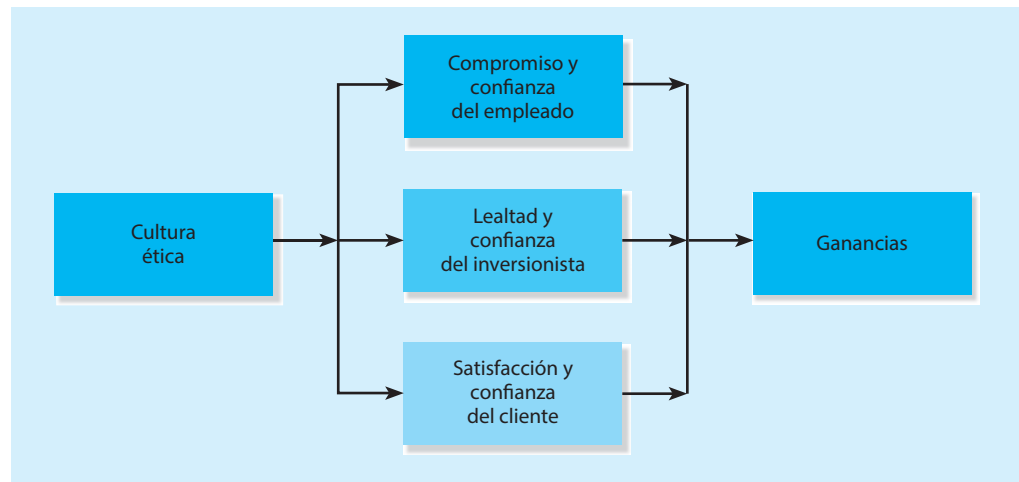 Compromiso y
confianza
del empleado
Cultura
ética
Lealtad y
confianza
del inversionista
Ganancias
Satisfacción y
confianza
del cliente